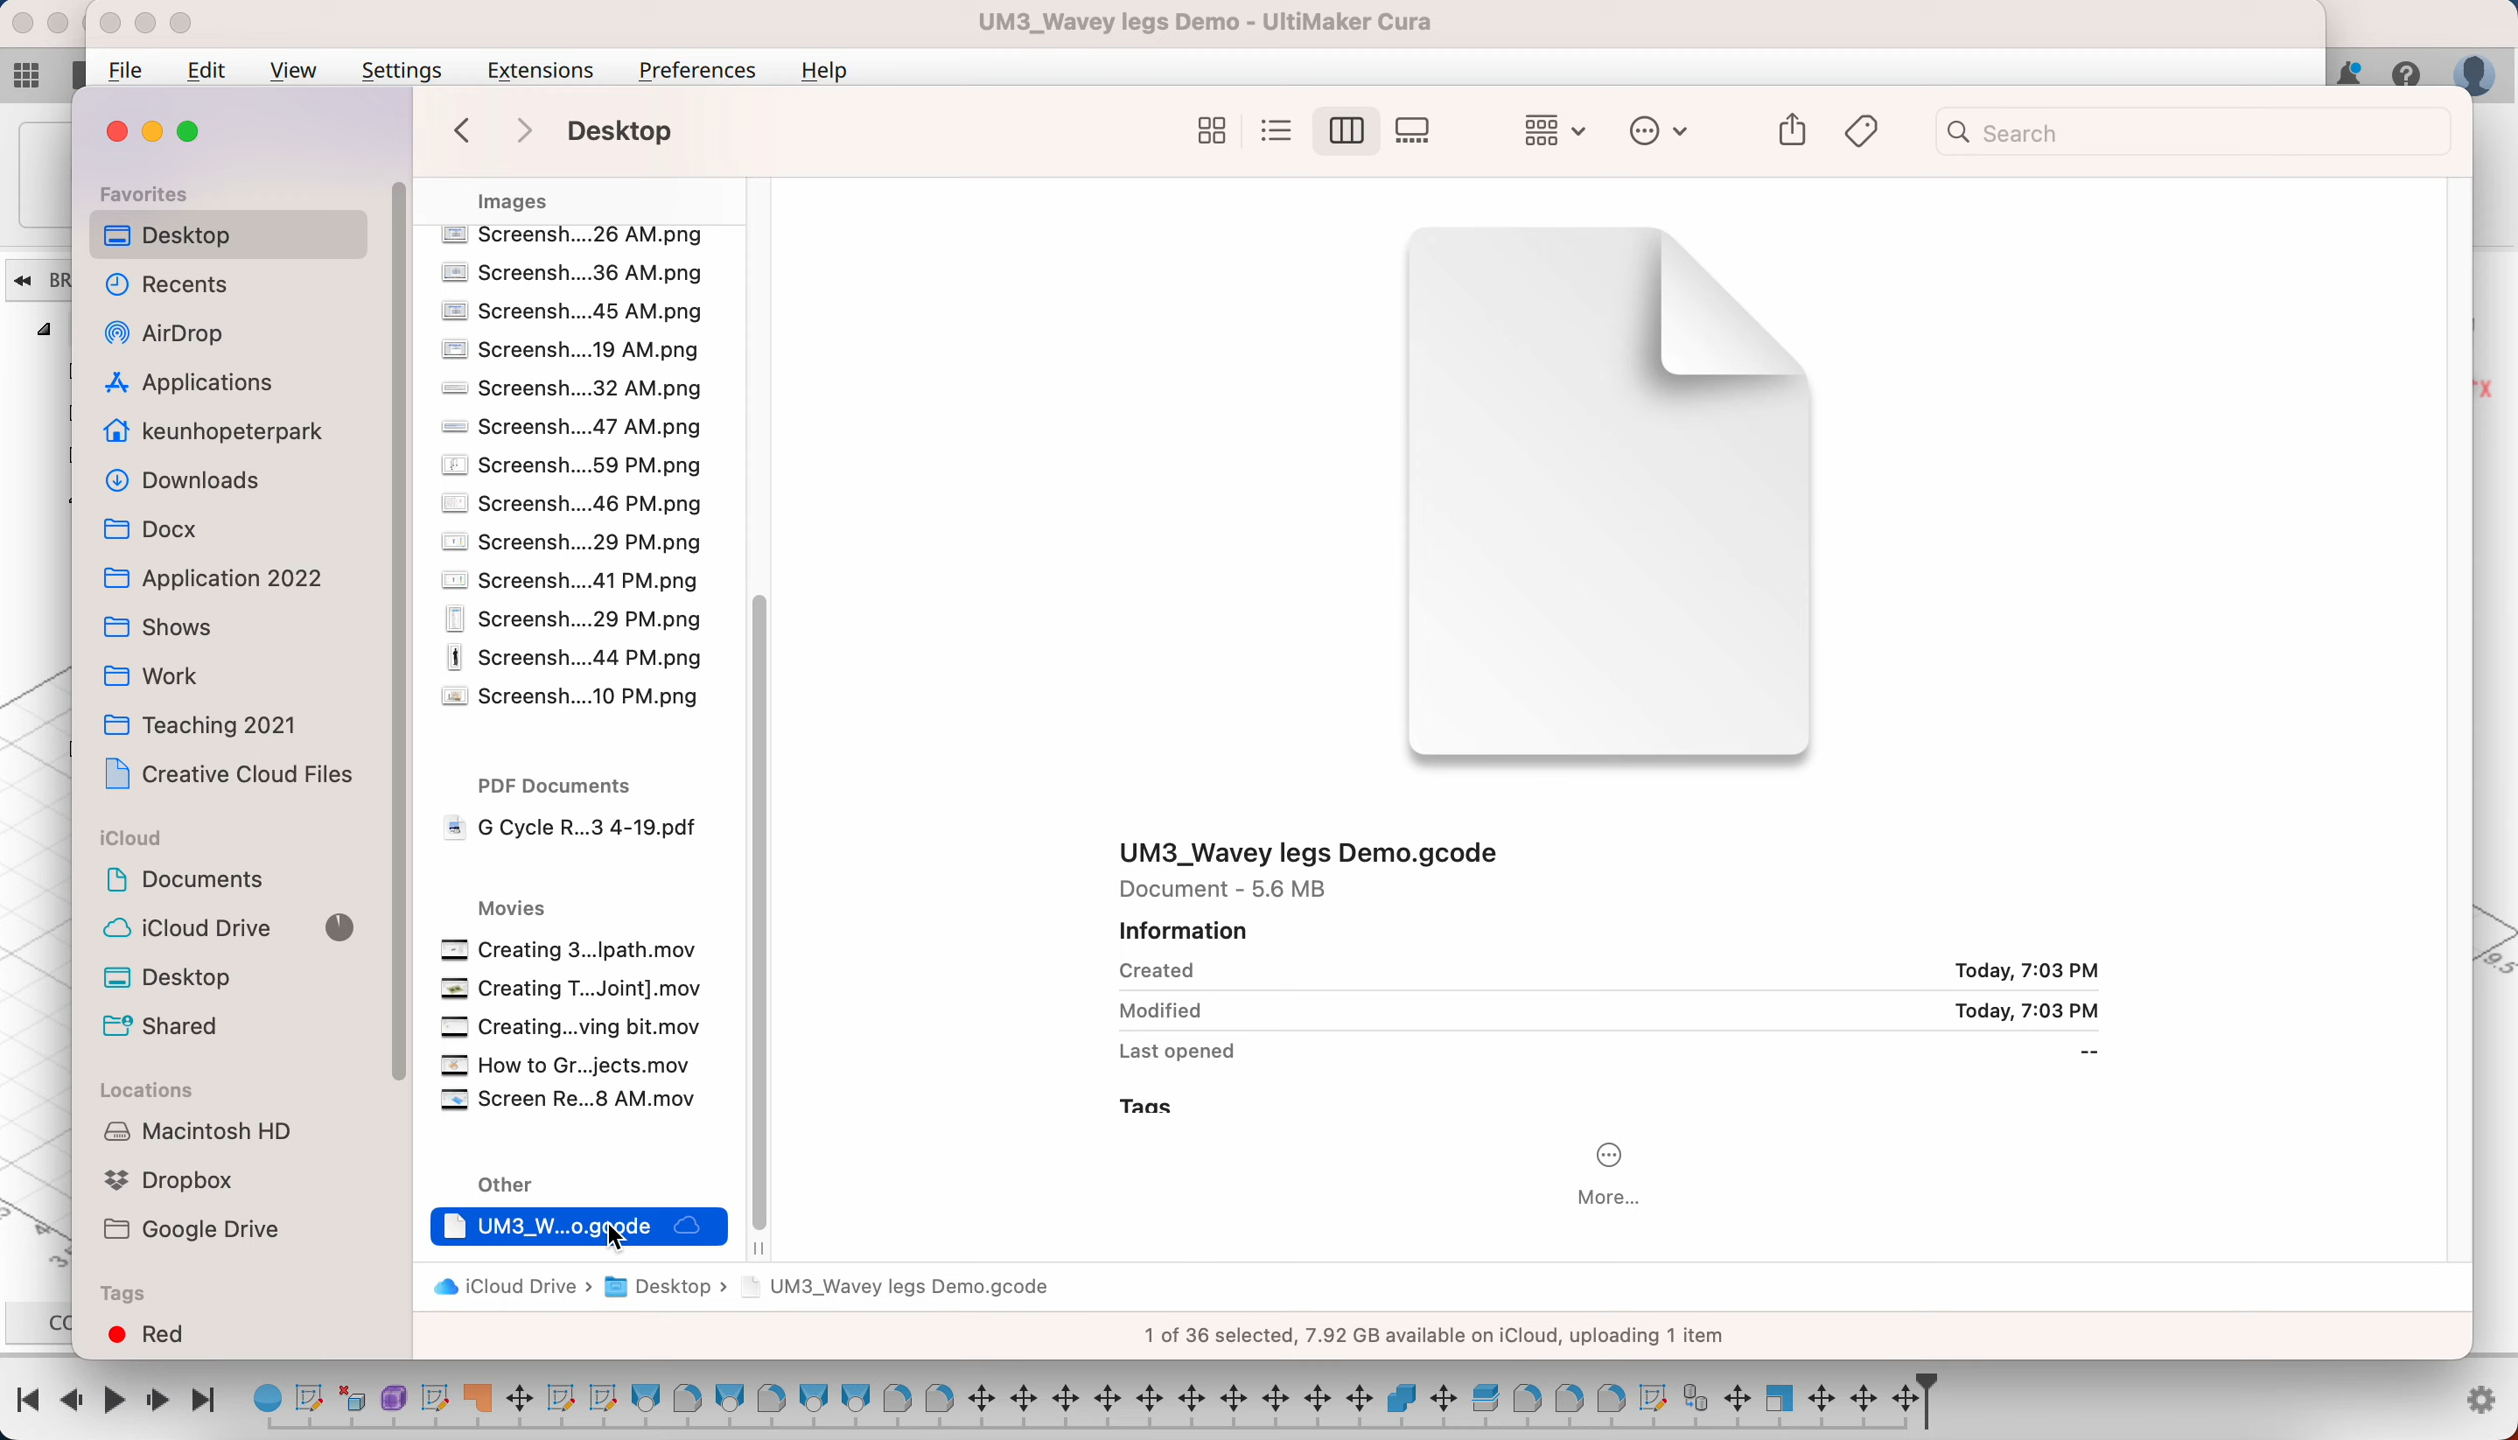 UM3_Wavey legs Demo - UltiMaker Cura
File Edit View Settings Extensions Preferences Help
Desktop
Search
Favorites
Desktop
Recents
AirDrop
Applications
keunhopeterpark
Downloads
Docx
Application 2022
Shows
Work
Teaching 2021
Creative Cloud Files
iCloud
Documents
iCloud Drive
Desktop
Shared
Locations
Macintosh HD
Dropbox
Google Drive
Tags
Red
Images
Screensh....26 AM.png
Screensh....36 AM.png
Screensh....45 AM.png
Screensh....19 AM.png
Screensh....32 AM.png
Screensh....47 AM.png
Screensh....59 PM.png
Screensh....46 PM.png
Screensh....29 PM.png
Screensh....41 PM.png
Screensh....29 PM.png
Screensh....44 PM.png
Screensh....10 PM.png
PDF Documents
G Cycle R...3 4-19.pdf
Movies
Creating 3...lpath.mov
Creating T...Joint].mov
Creating...ving bit.mov
How to Gr...jects.mov
Screen Re...8 AM.mov
Other
UM3_W...o.gcode
UM3_Wavey legs Demo.gcode
Document - 5.6 MB
Information
Created Today, 7:03 PM
Modified Today, 7:03 PM
Last opened --
Tags
More...
iCloud Drive › Desktop › UM3_Wavey legs Demo.gcode
1 of 36 selected, 7.92 GB available on iCloud, uploading 1 item
BR
CO
X
9.5